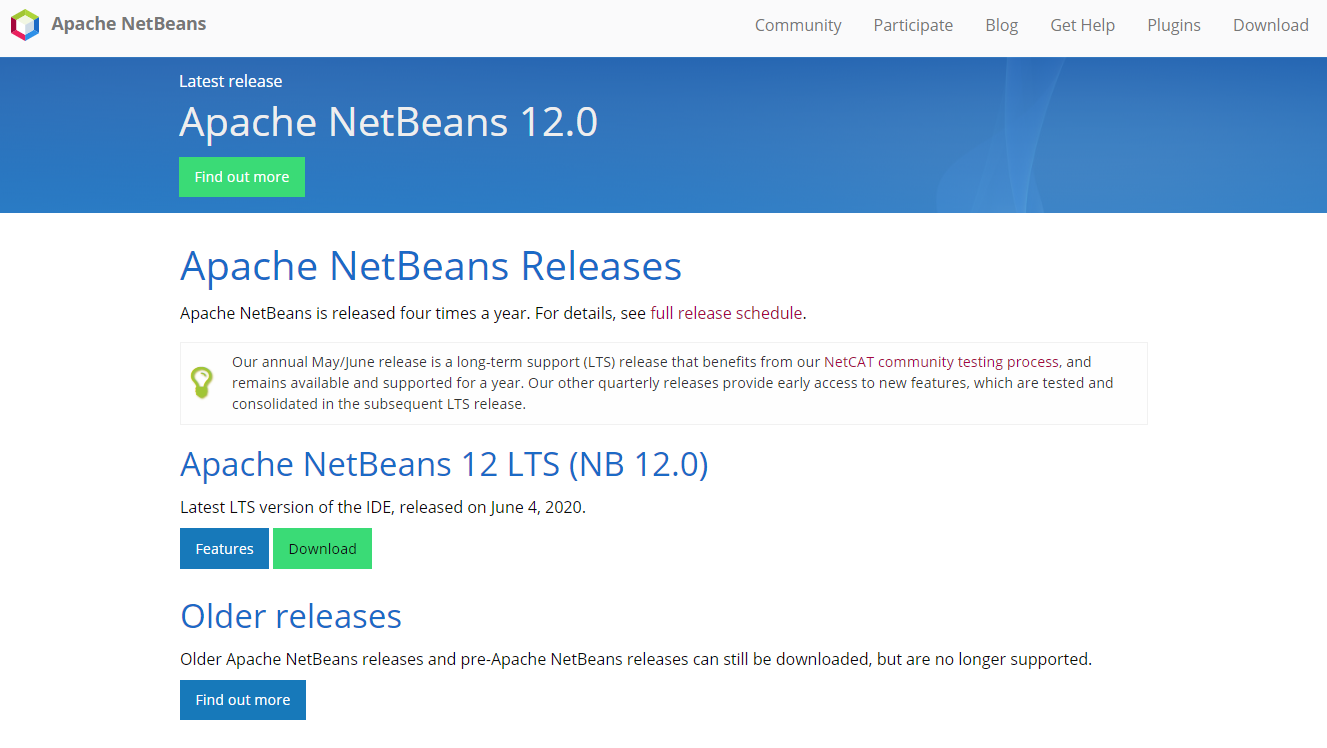 Apache NetBeans
Community Participate Blog Get Help Plugins Download
Latest release
Apache NetBeans 12.0
Find out more
Apache NetBeans Releases
Apache NetBeans is released four times a year. For details, see full release schedule.
Our annual May/June release is a long-term support (LTS) release that benefits from our NetCAT community testing process, and
remains available and supported for a year. Our other quarterly releases provide early access to new features, which are tested and
consolidated in the subsequent LTS release.
Apache NetBeans 12 LTS (NB 12.0)
Latest LTS version of the IDE, released on June 4, 2020.
Features Download
Older releases
Older Apache NetBeans releases and pre-Apache NetBeans releases can still be downloaded, but are no longer supported.
Find out more